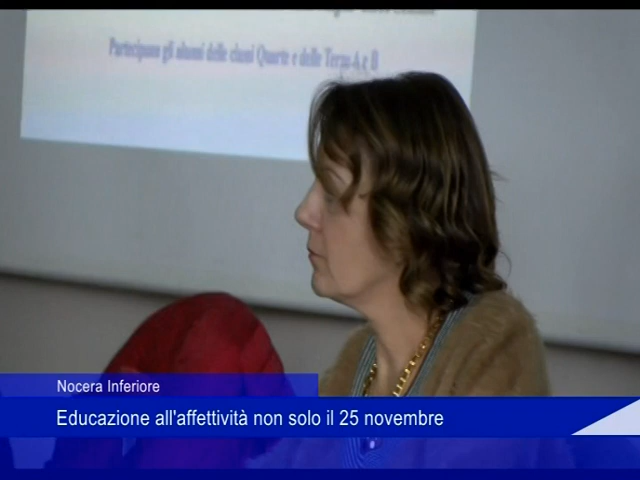 Partecipano gli alunni delle classi Quarte e delle Terze A e B
Nocera Inferiore
Educazione all'affettività non solo il 25 novembre